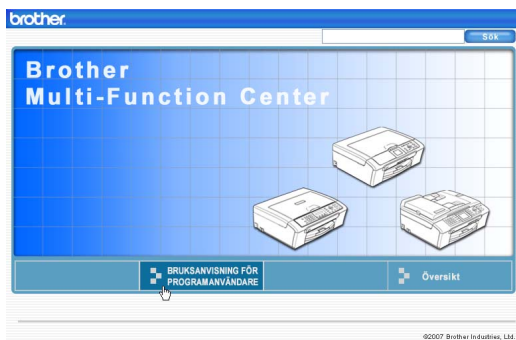 brother.
Sök
Brother
Multi-Function Center
BRUKSANVISNING FÖR
PROGRAMANVÄNDARE
Översikt
©2007 Brother Industries, Ltd.